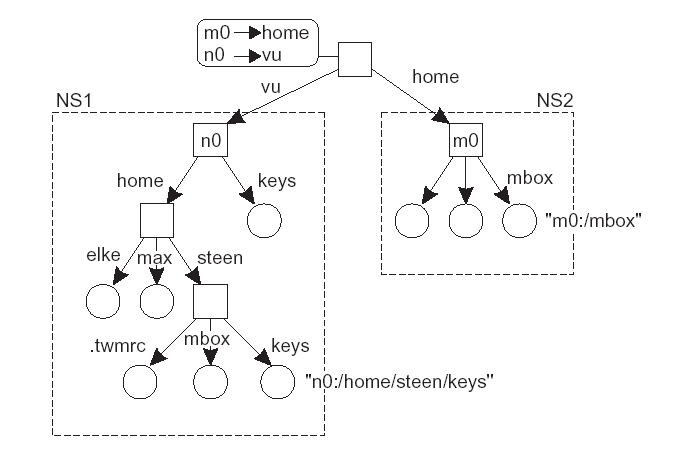 m0 home
n0 vu
vu
home
NS1
NS2
n0
m0
home
keys
mbox
"m0:/mbox"
elke
max
steen
.twmrc
mbox
keys
"n0:/home/steen/keys"